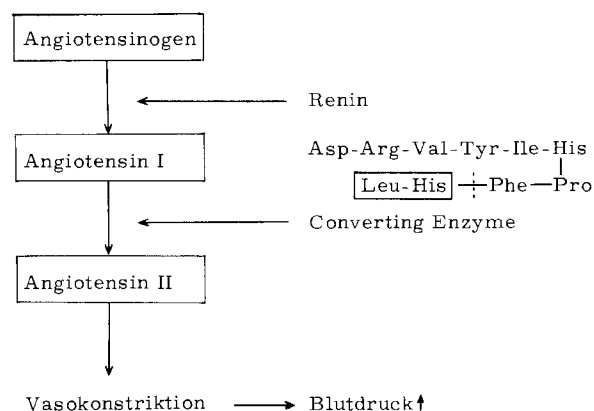 Angiotensinogen
Renin
Angiotensin I
Asp-Arg-Val-Tyr-Ile-His
Leu-His-Phe-Pro
Converting Enzyme
Angiotensin II
Vasokonstriktion → Blutdruck↑